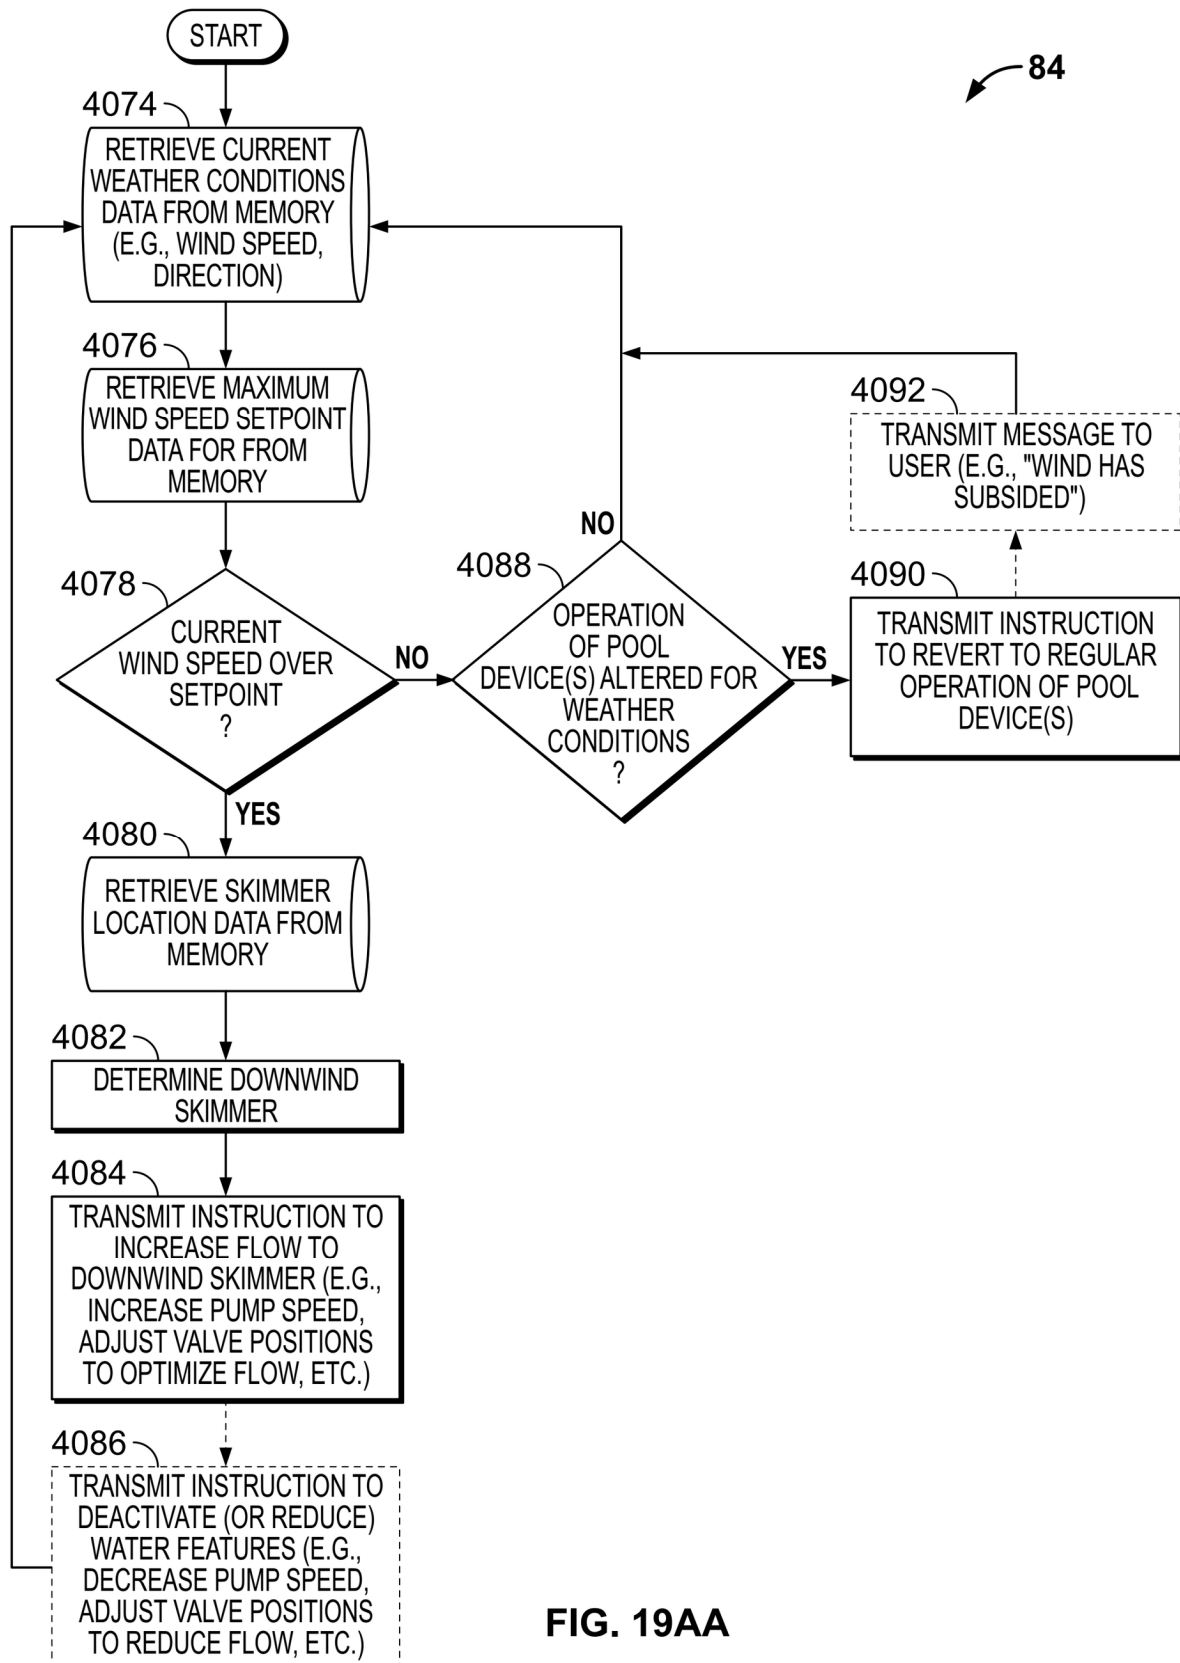 START
84
4074
RETRIEVE CURRENT
WEATHER CONDITIONS
DATA FROM MEMORY
(E.G., WIND SPEED,
DIRECTION)
4076
RETRIEVE MAXIMUM
WIND SPEED SETPOINT
DATA FOR FROM
MEMORY
4078
CURRENT
WIND SPEED OVER
SETPOINT
?
NO
YES
4088
NO
OPERATION
OF POOL
DEVICE(S) ALTERED FOR
WEATHER
CONDITIONS
?
YES
4092
TRANSMIT MESSAGE TO
USER (E.G., "WIND HAS
SUBSIDED")
4090
TRANSMIT INSTRUCTION
TO REVERT TO REGULAR
OPERATION OF POOL
DEVICE(S)
4080
RETRIEVE SKIMMER
LOCATION DATA FROM
MEMORY
4082
DETERMINE DOWNWIND
SKIMMER
4084
TRANSMIT INSTRUCTION TO
INCREASE FLOW TO
DOWNWIND SKIMMER (E.G.,
INCREASE PUMP SPEED,
ADJUST VALVE POSITIONS
TO OPTIMIZE FLOW, ETC.)
4086
TRANSMIT INSTRUCTION TO
DEACTIVATE (OR REDUCE)
WATER FEATURES (E.G.,
DECREASE PUMP SPEED,
ADJUST VALVE POSITIONS
TO REDUCE FLOW, ETC.)
FIG. 19AA